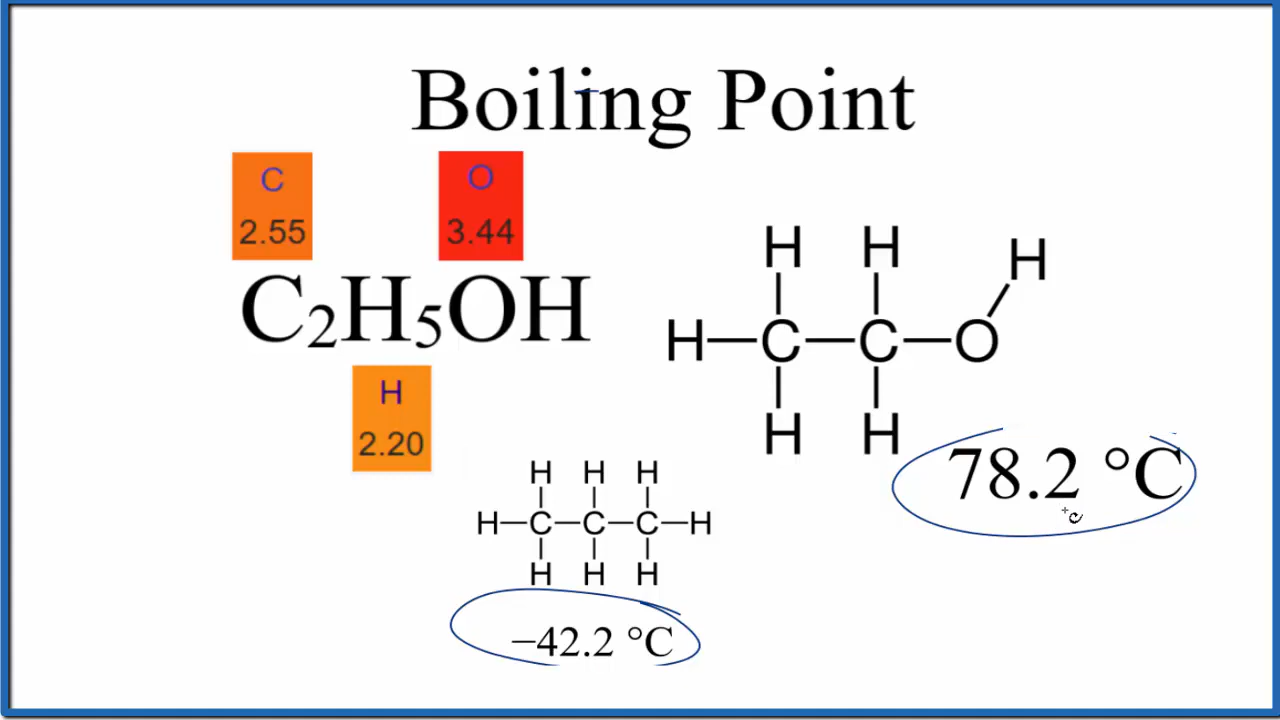 Boiling Point
C O
2.55 3.44
C₂H₅OH
H
2.20
H H H
H C C O
H H
78.2 °C
H H H
H C C C H
H H H
−42.2 °C